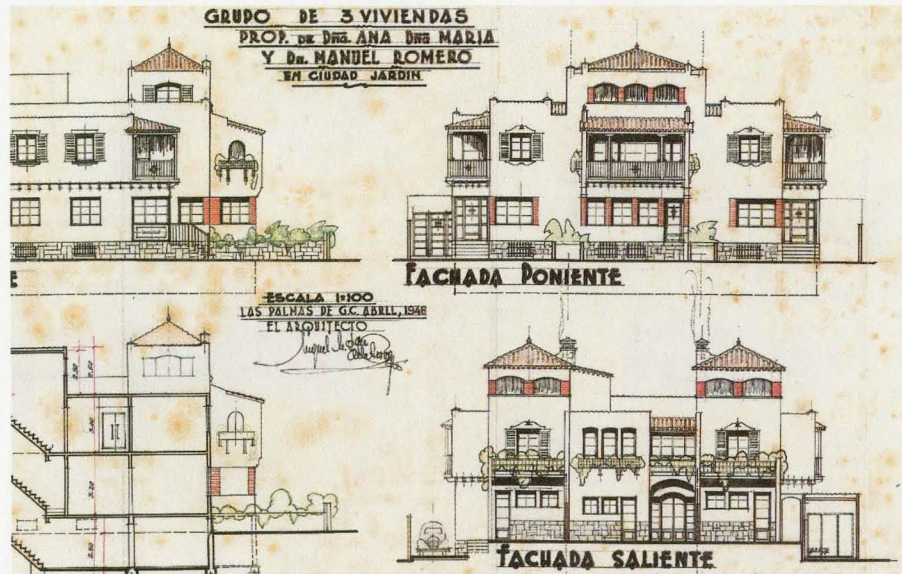 GRUPO DE 3 VIVIENDAS
PROP. DE Dña. ANA Dña MARIA
Y Dn. MANUEL ROMERO
EN CIUDAD JARDIN
E
FACHADA PONIENTE
ESCALA 1:100
LAS PALMAS DE G.C. ABRIL, 1948
EL ARQUITECTO
FACHADA SALIENTE